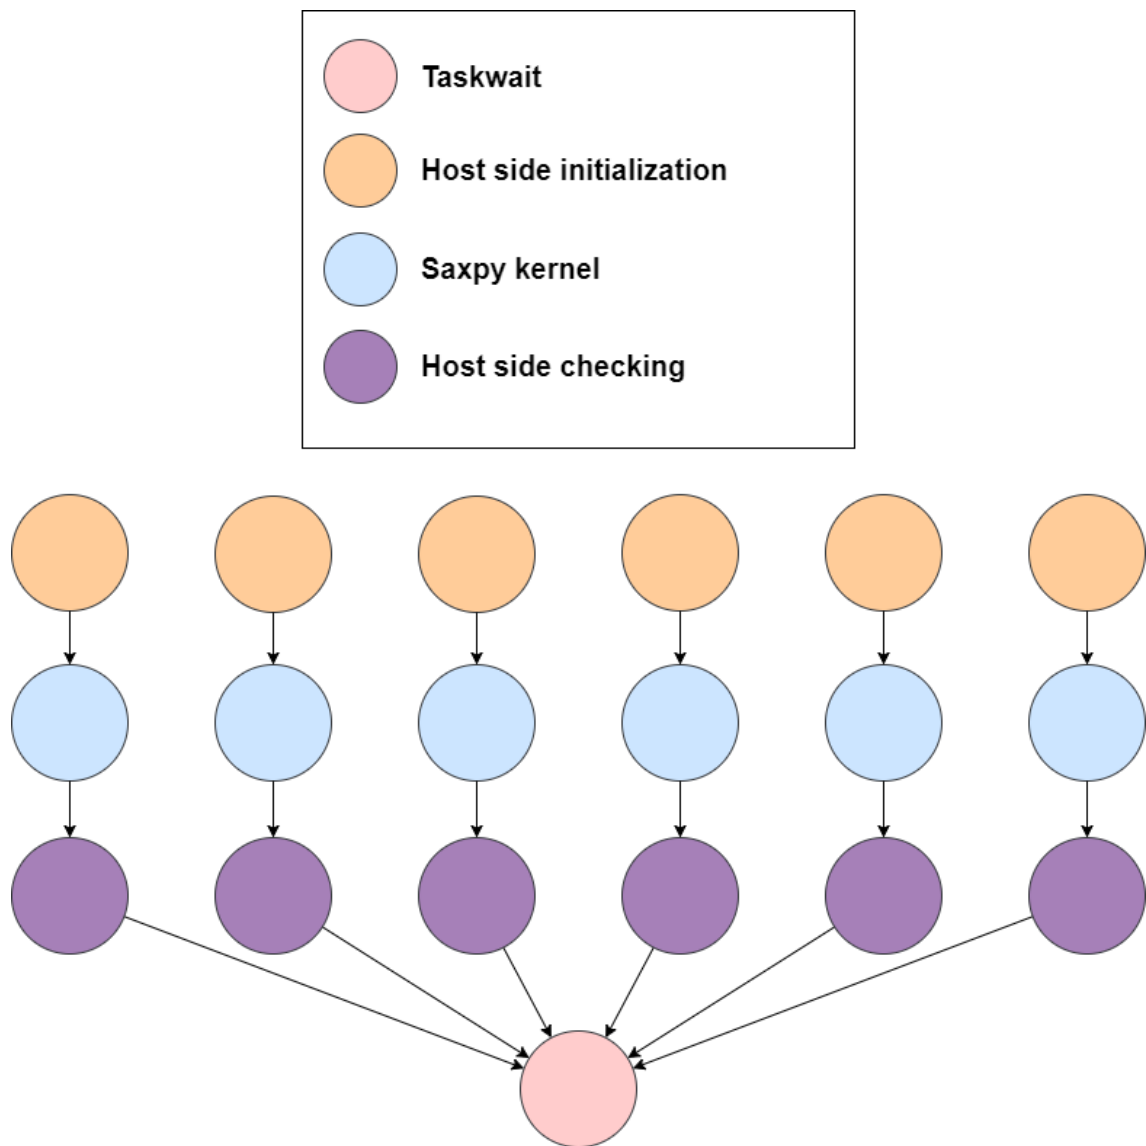 Taskwait
Host side initialization
Saxpy kernel
Host side checking